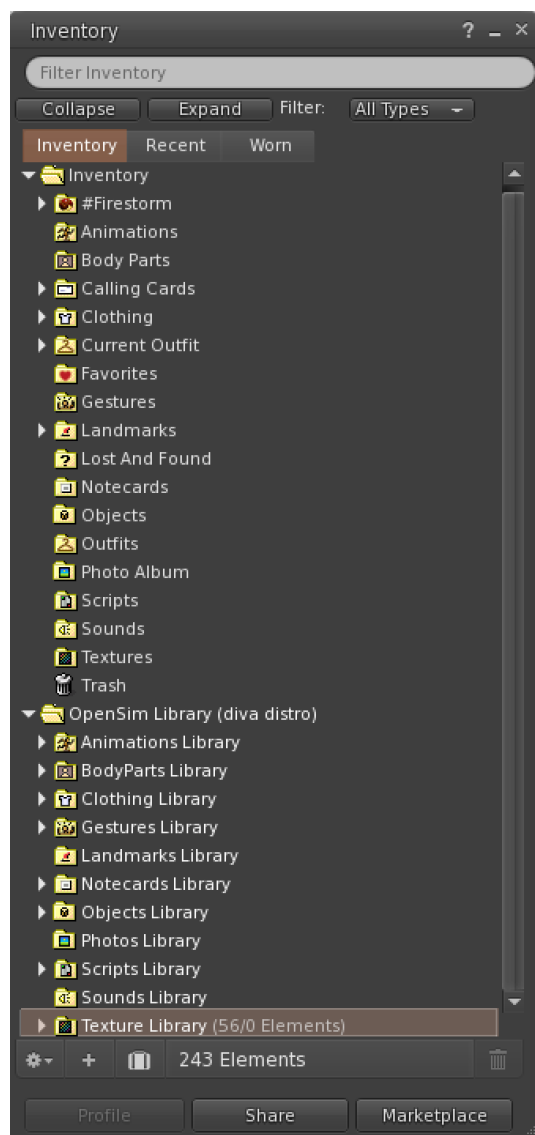 Inventory ? _ ×
Filter Inventory
Collapse Expand Filter: All Types
Inventory Recent Worn
Inventory
#Firestorm
Animations
Body Parts
Calling Cards
Clothing
Current Outfit
Favorites
Gestures
Landmarks
Lost And Found
Notecards
Objects
Outfits
Photo Album
Scripts
Sounds
Textures
Trash
OpenSim Library (diva distro)
Animations Library
BodyParts Library
Clothing Library
Gestures Library
Landmarks Library
Notecards Library
Objects Library
Photos Library
Scripts Library
Sounds Library
Texture Library (56/0 Elements)
+ 243 Elements
Profile Share Marketplace